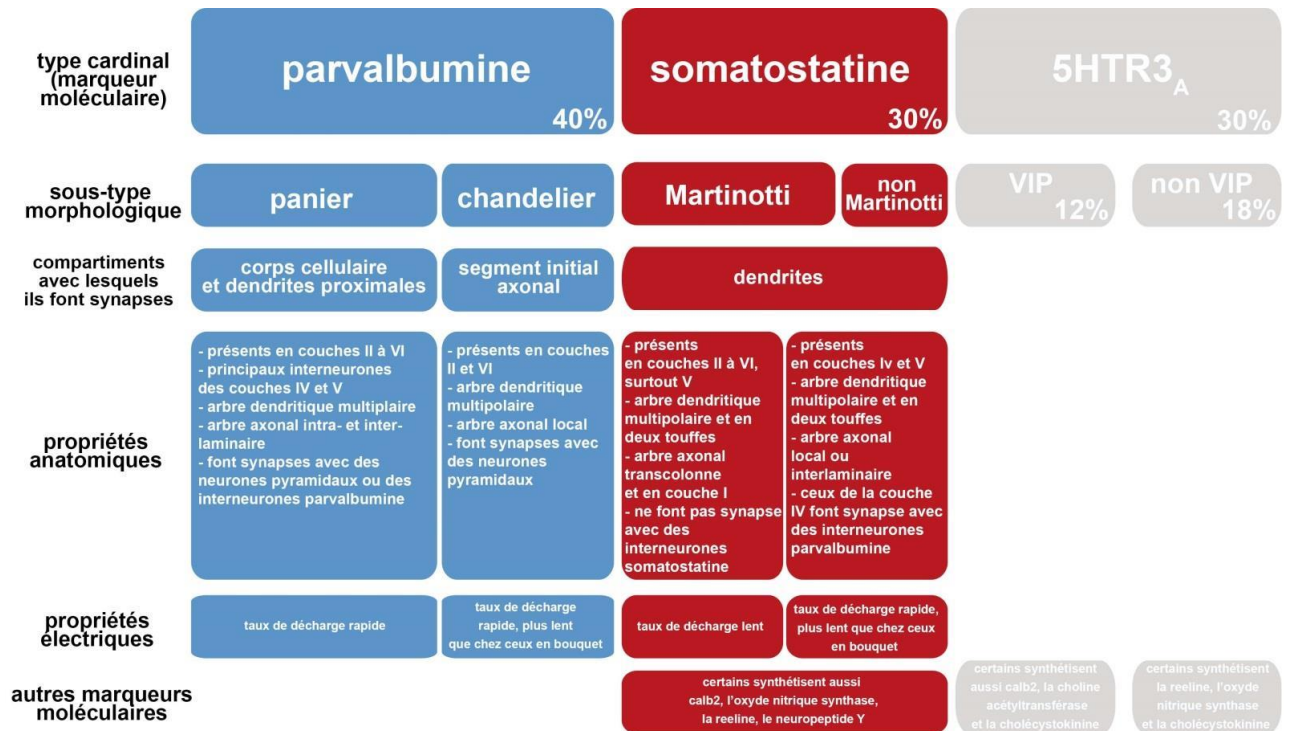 type cardinal
(marqueur
moléculaire)
parvalbumine
40%
somatostatine
30%
5HTR3A
30%
sous-type
morphologique
panier
chandelier
Martinotti
non
Martinotti
VIP
12%
non VIP
18%
compartiments
avec lesquels
ils font synapses
corps cellulaire
et dendrites proximales
segment initial
axonal
dendrites
propriétés
anatomiques
- présents en couches II à VI
- principaux interneurones
des couches IV et V
- arbre dendritique multiplaire
- arbre axonal intra- et inter-
laminaire
- font synapses avec des
neurones pyramidaux ou des
interneurones parvalbumine
- présents en couches
II et VI
- arbre dendritique
multipolaire
- arbre axonal local
- font synapses avec
des neurones
pyramidaux
- présents
en couches II à VI,
surtout V
- arbre dendritique
multipolaire et en
deux touffes
- arbre axonal
transcolonne
et en couche I
- ne font pas synapse
avec des
interneurones
somatostatine
- présents
en couches Iv et V
- arbre dendritique
multipolaire et en
deux touffes
- arbre axonal
local ou
interlaminaire
- ceux de la couche
IV font synapse avec
des interneurones
parvalbumine
propriétés
électriques
taux de décharge rapide
taux de décharge
rapide, plus lent
que chez ceux en bouquet
taux de décharge lent
taux de décharge rapide,
plus lent que chez ceux
en bouquet
autres marqueurs
moléculaires
certains synthétisent aussi
calb2, l'oxyde nitrique synthase,
la reeline, le neuropeptide Y
certains synthétisent
aussi calb2, la choline
acétyltransférase
et la cholécystokinine
certains synthétisent
la reeline, l'oxyde
nitrique synthase
et la cholécystokinine